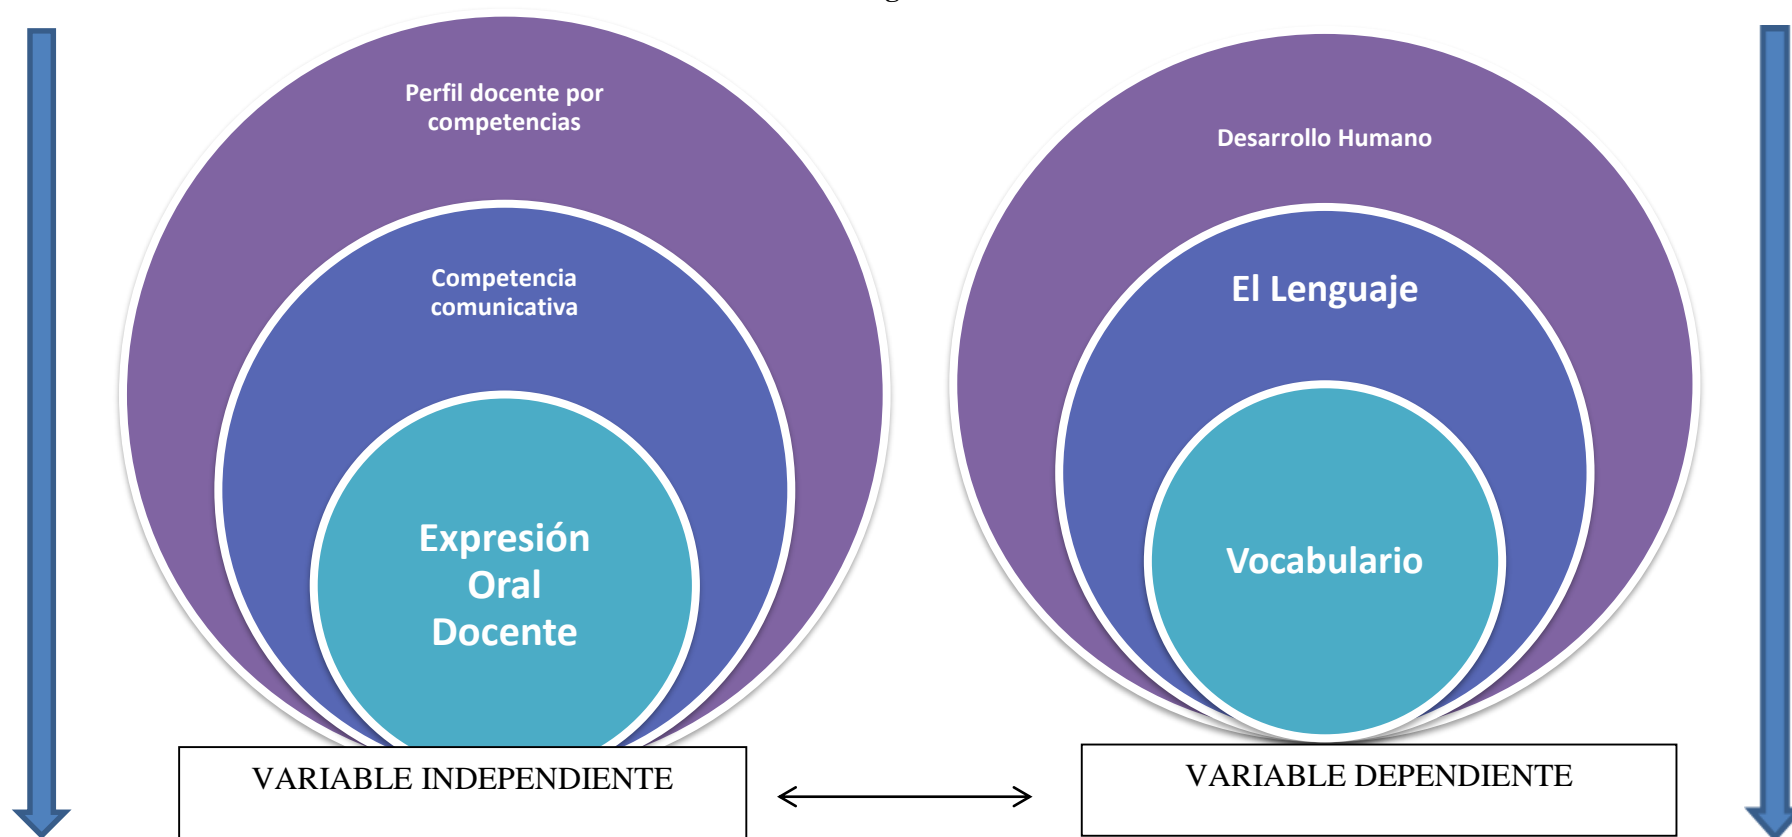 Perfil docente por
competencias
Competencia
comunicativa
Expresión
Oral
Docente
VARIABLE INDEPENDIENTE
Desarrollo Humano
El Lenguaje
Vocabulario
VARIABLE DEPENDIENTE